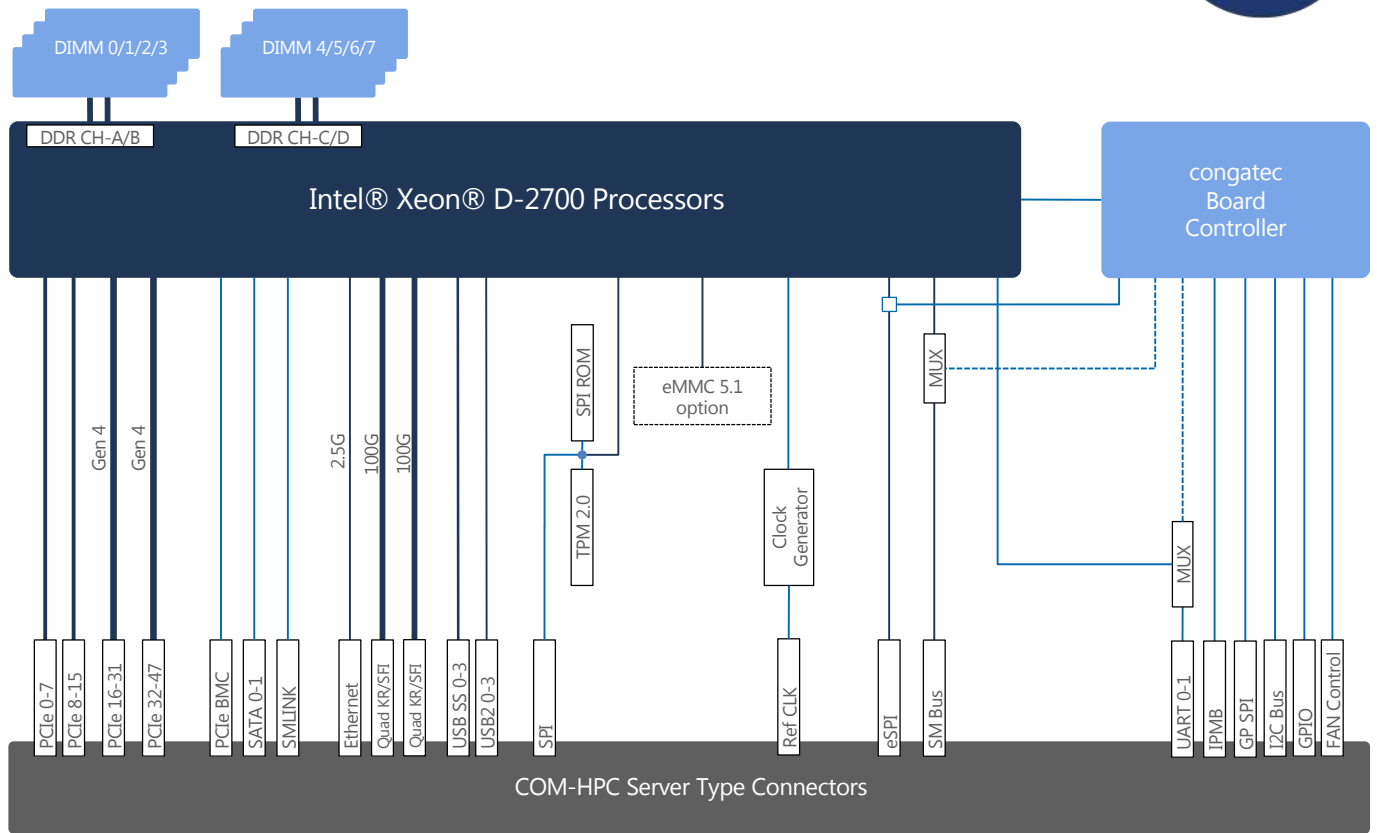 DIMM 0/1/2/3
DIMM 4/5/6/7
DDR CH-A/B
DDR CH-C/D
Intel® Xeon® D-2700 Processors
congatec
Board
Controller
Gen 4
Gen 4
2.5G
100G
100G
SPI ROM
TPM 2.0
eMMC 5.1
option
Clock
Generator
MUX
MUX
PCIe 0-7
PCIe 8-15
PCIe 16-31
PCIe 32-47
PCIe BMC
SATA 0-1
SMLINK
Ethernet
Quad KR/SFI
Quad KR/SFI
USB SS 0-3
USB2 0-3
SPI
Ref CLK
eSPI
SM Bus
UART 0-1
IPMB
GP SPI
I2C Bus
GPIO
FAN Control
COM-HPC Server Type Connectors